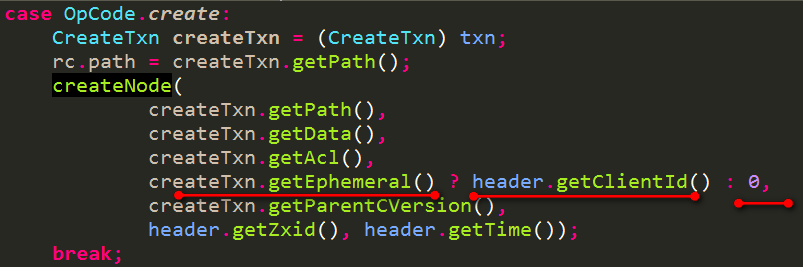 case OpCode.create:
CreateTxn createTxn = (CreateTxn) txn;
rc.path = createTxn.getPath();
createNode(
createTxn.getPath(),
createTxn.getData(),
createTxn.getAcl(),
createTxn.getEphemeral() ? header.getClientId() : 0,
createTxn.getParentCVersion(),
header.getZxid(), header.getTime());
break;